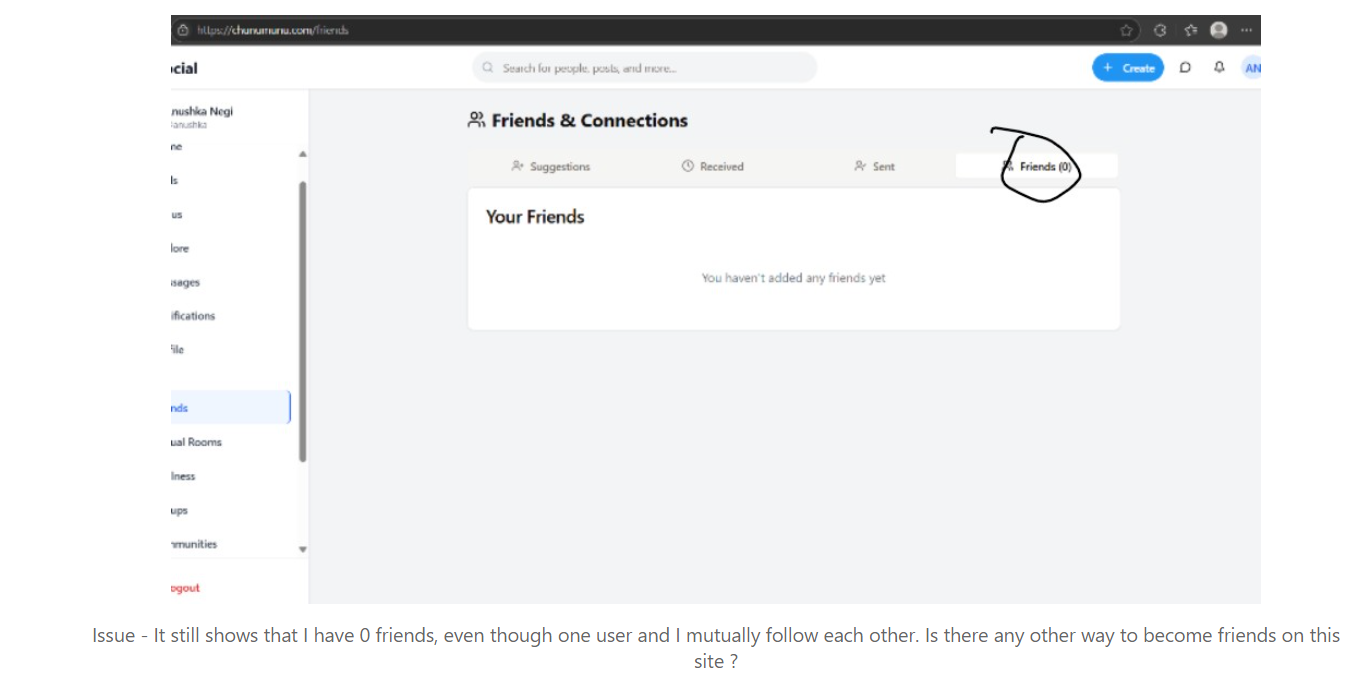 https://chunumunu.com/friends
ocial
Search for people, posts, and more...
+ Create
AN
nushka Negi
anushka
me
ls
us
lore
sages
ifications
file
nds
ual Rooms
lness
ups
mmunities
ogout
Friends & Connections
Suggestions
Received
Sent
Friends (0)
Your Friends
You haven't added any friends yet
Issue - It still shows that I have 0 friends, even though one user and I mutually follow each other. Is there any other way to become friends on this
site ?